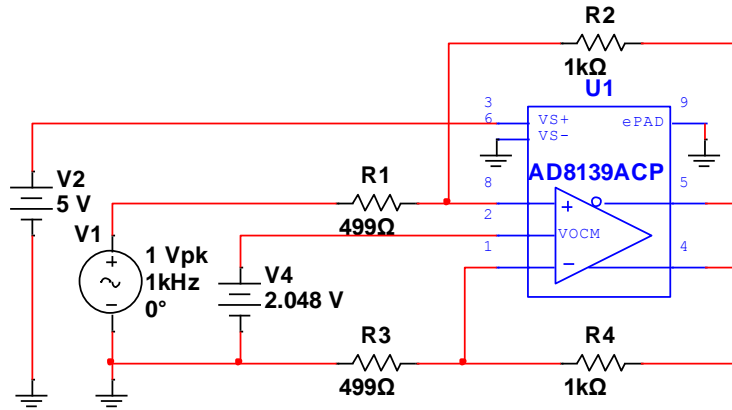 R2
1kΩ
U1
3
6
VS+
VS-
ePAD
9
AD8139ACP
V2
5 V
R1
499Ω
8
2
1
+
VOCM
−
5
4
V1
+
−
1 Vpk
1kHz
0°
V4
2.048 V
R3
499Ω
R4
1kΩ